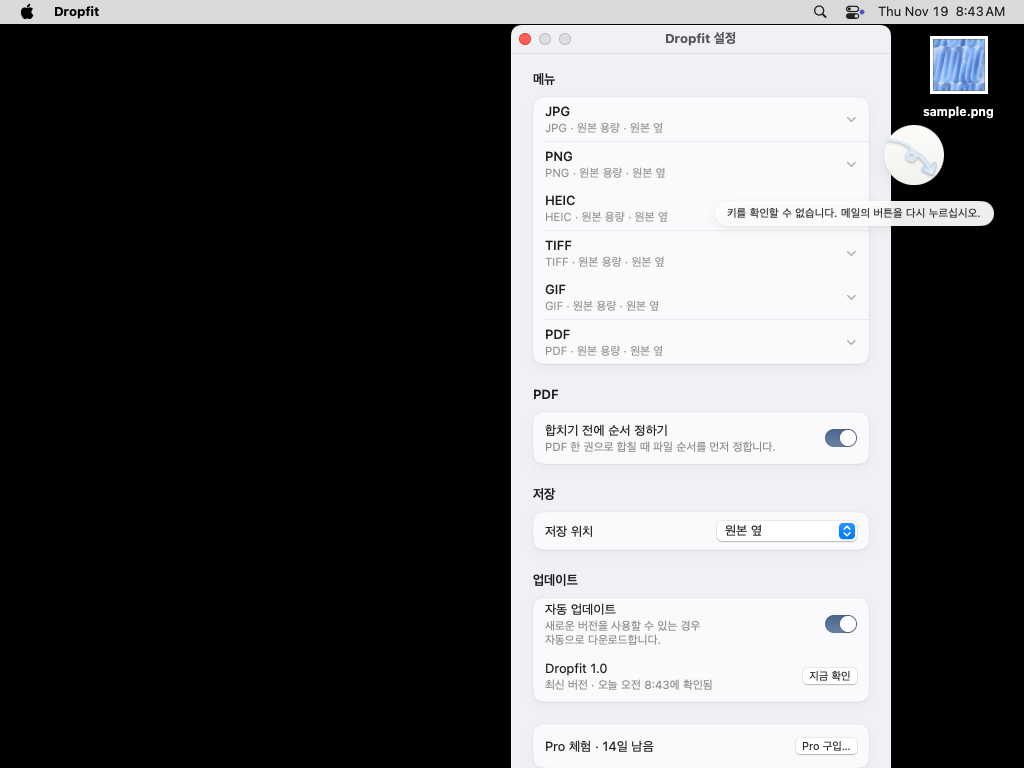 Dropfit
Thu Nov 19 8:43 AM
Dropfit 설정
sample.png
메뉴
JPG
JPG · 원본 용량 · 원본 옆
PNG
PNG · 원본 용량 · 원본 옆
HEIC
HEIC · 원본 용량 · 원본 옆
키를 확인할 수 없습니다. 메일의 버튼을 다시 누르십시오.
TIFF
TIFF · 원본 용량 · 원본 옆
GIF
GIF · 원본 용량 · 원본 옆
PDF
PDF · 원본 용량 · 원본 옆
PDF
합치기 전에 순서 정하기
PDF 한 권으로 합칠 때 파일 순서를 먼저 정합니다.
저장
저장 위치
원본 옆
업데이트
자동 업데이트
새로운 버전을 사용할 수 있는 경우
자동으로 다운로드합니다.
Dropfit 1.0
최신 버전 · 오늘 오전 8:43에 확인됨
지금 확인
Pro 체험 · 14일 남음
Pro 구입...